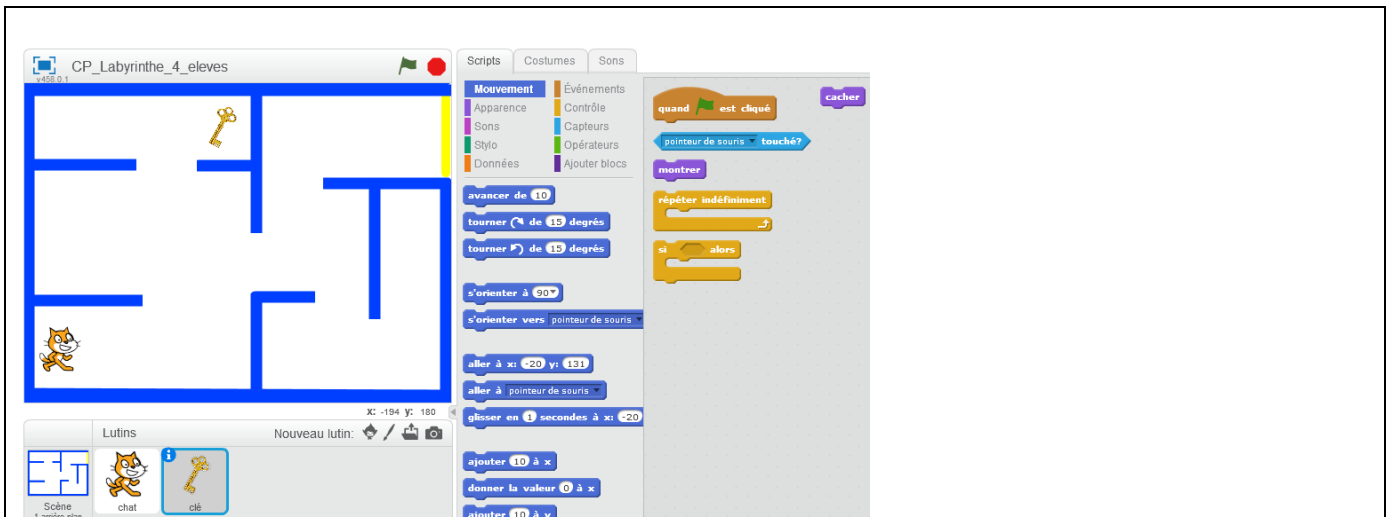 CP_Labyrinthe_4_eleves
v458.0.1
x: -194 y: 180
Lutins
Nouveau lutin:
Scène
1 arrière-plan
chat
clé
Scripts
Costumes
Sons
Mouvement
Événements
Apparence
Contrôle
Sons
Capteurs
Stylo
Opérateurs
Données
Ajouter blocs
avancer de 10
tourner de 15 degrés
tourner de 15 degrés
s'orienter à 90
s'orienter vers pointeur de souris
aller à x: -20 y: 131
aller à pointeur de souris
glisser en 1 secondes à x: -20
ajouter 10 à x
donner la valeur 0 à x
ajouter 10 à y
quand est cliqué
cacher
pointeur de souris touché?
montrer
répéter indéfiniment
si alors